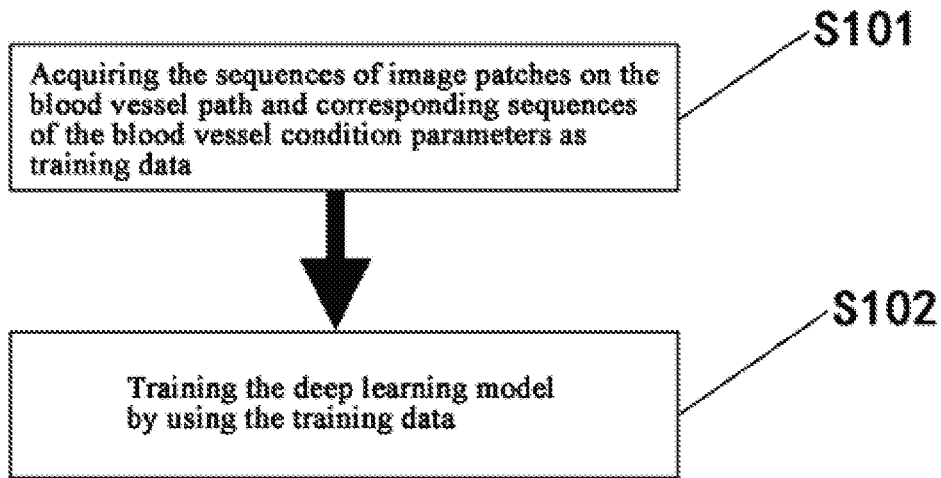 S101
Acquiring the sequences of image patches on the
blood vessel path and corresponding sequences
of the blood vessel condition parameters as
training data
S102
Training the deep learning model
by using the training data